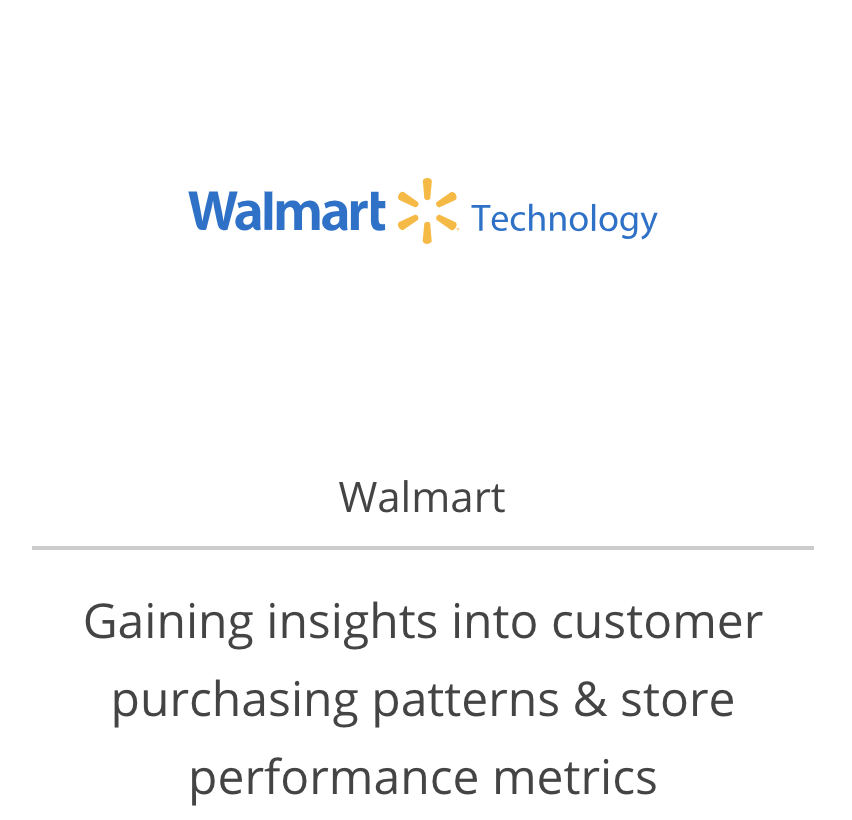 Walmart Technology
Walmart
Gaining insights into customer
purchasing patterns & store
performance metrics